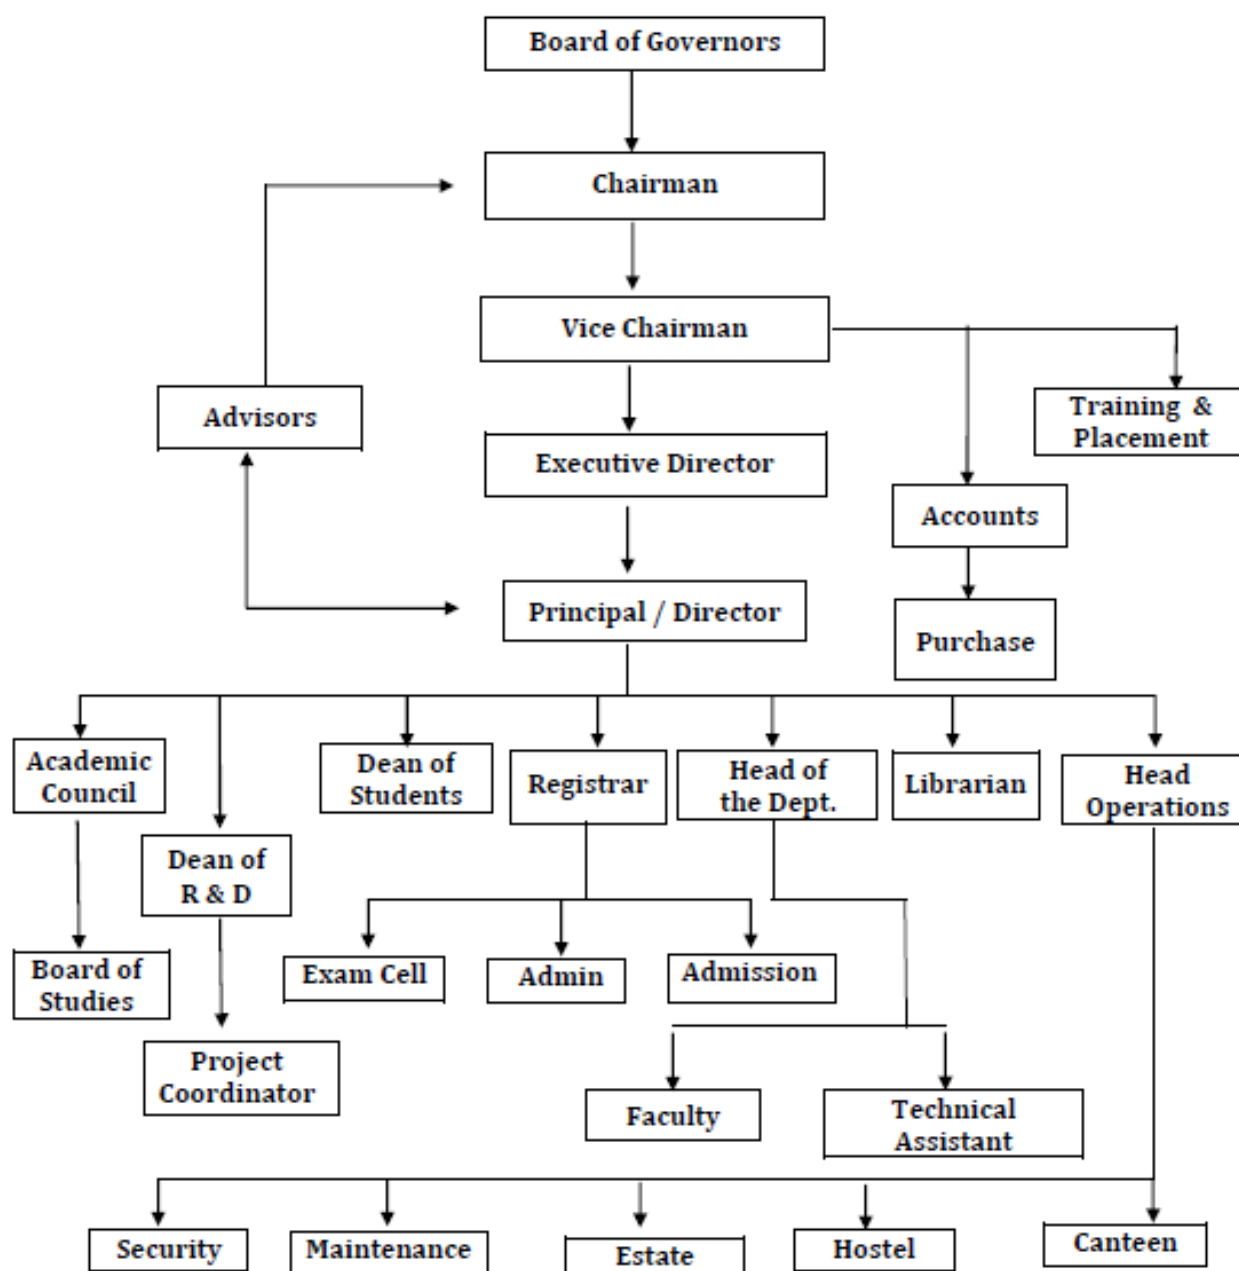 Board of Governors
Chairman
Vice Chairman
Advisors
Training &
Placement
Executive Director
Accounts
Principal / Director
Purchase
Academic
Council
Dean of
Students
Registrar
Head of
the Dept.
Librarian
Head
Operations
Dean of
R & D
Board of
Studies
Exam Cell
Admin
Admission
Project
Coordinator
Faculty
Technical
Assistant
Security
Maintenance
Estate
Hostel
Canteen